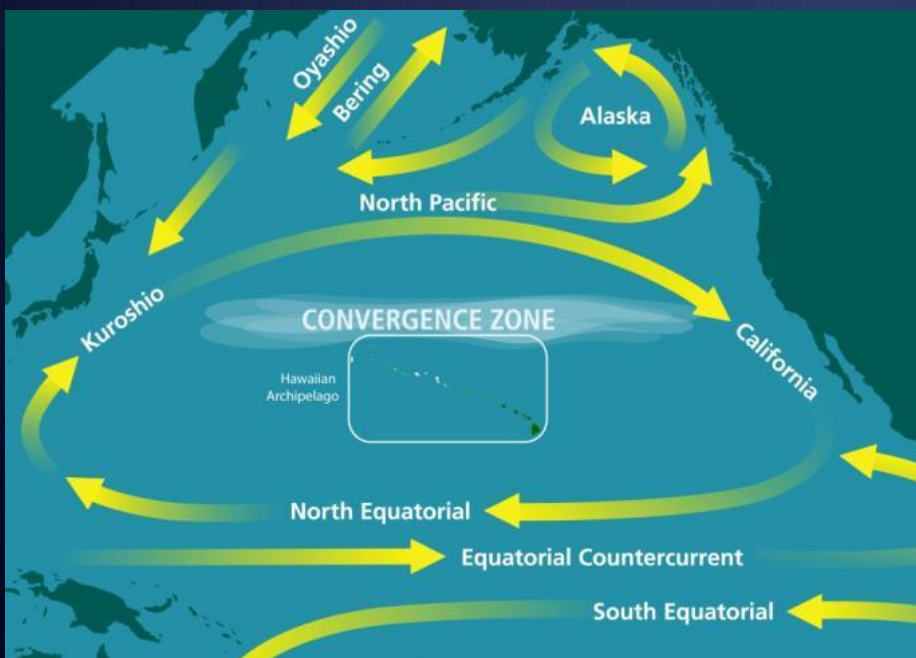 Oyashio
Bering
Alaska
North Pacific
Kuroshio
CONVERGENCE ZONE
California
Hawaiian
Archipelago
North Equatorial
Equatorial Countercurrent
South Equatorial